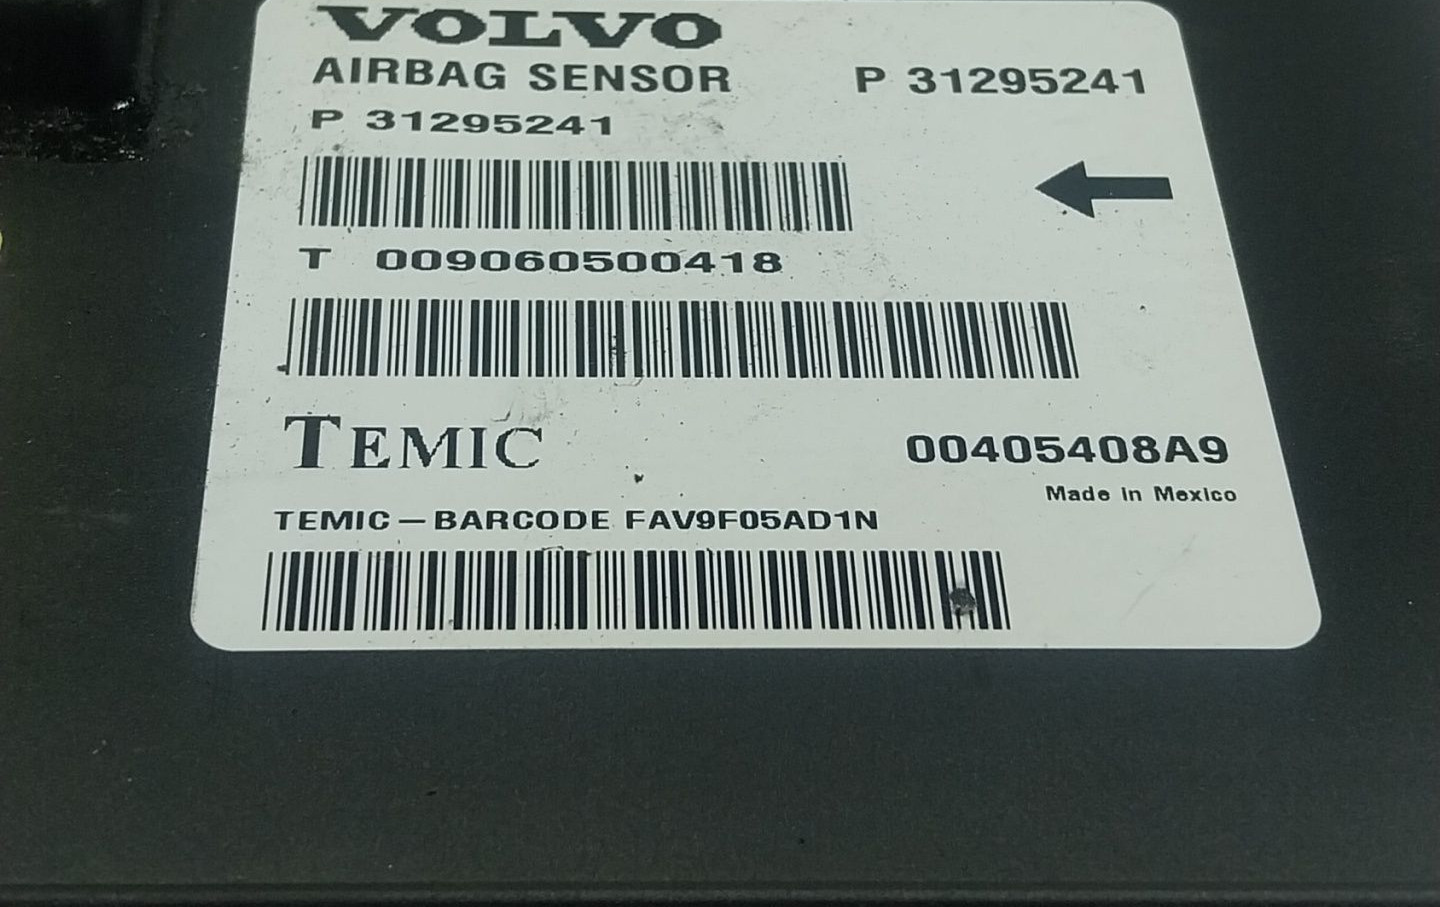 VOLVO
AIRBAG SENSOR P 31295241
P 31295241
T 009060500418
TEMIC 00405408A9
Made in Mexico
TEMIC – BARCODE FAV9F05AD1N